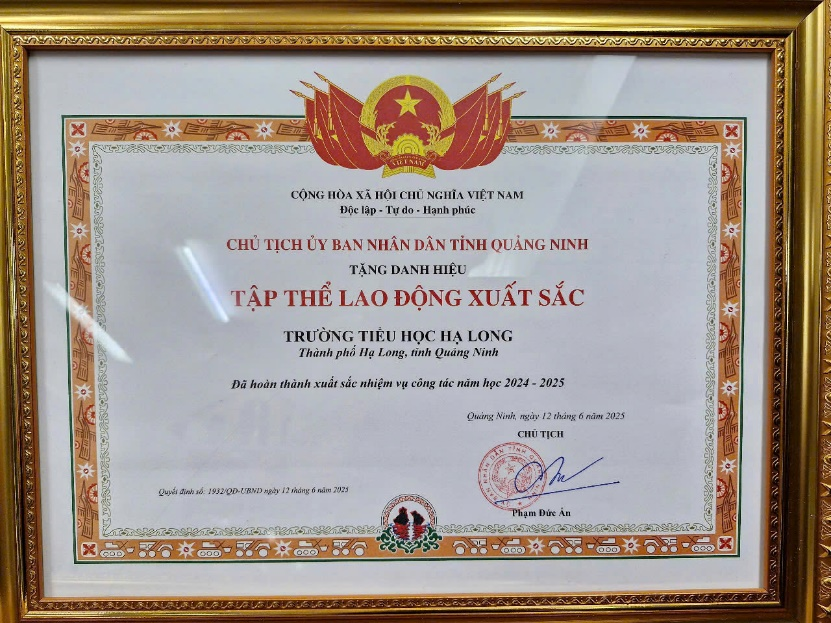 VIỆT NAM
CỘNG HÒA XÃ HỘI CHỦ NGHĨA VIỆT NAM
Độc lập - Tự do - Hạnh phúc
CHỦ TỊCH ỦY BAN NHÂN DÂN TỈNH QUẢNG NINH
TẶNG DANH HIỆU
TẬP THỂ LAO ĐỘNG XUẤT SẮC
TRƯỜNG TIỂU HỌC HẠ LONG
Thành phố Hạ Long, tỉnh Quảng Ninh
Đã hoàn thành xuất sắc nhiệm vụ công tác năm học 2024 - 2025
Quảng Ninh, ngày 12 tháng 6 năm 2025
CHỦ TỊCH
Quyết định số: 1932/QĐ-UBND ngày 12 tháng 6 năm 2025
Phạm Đức Ấn